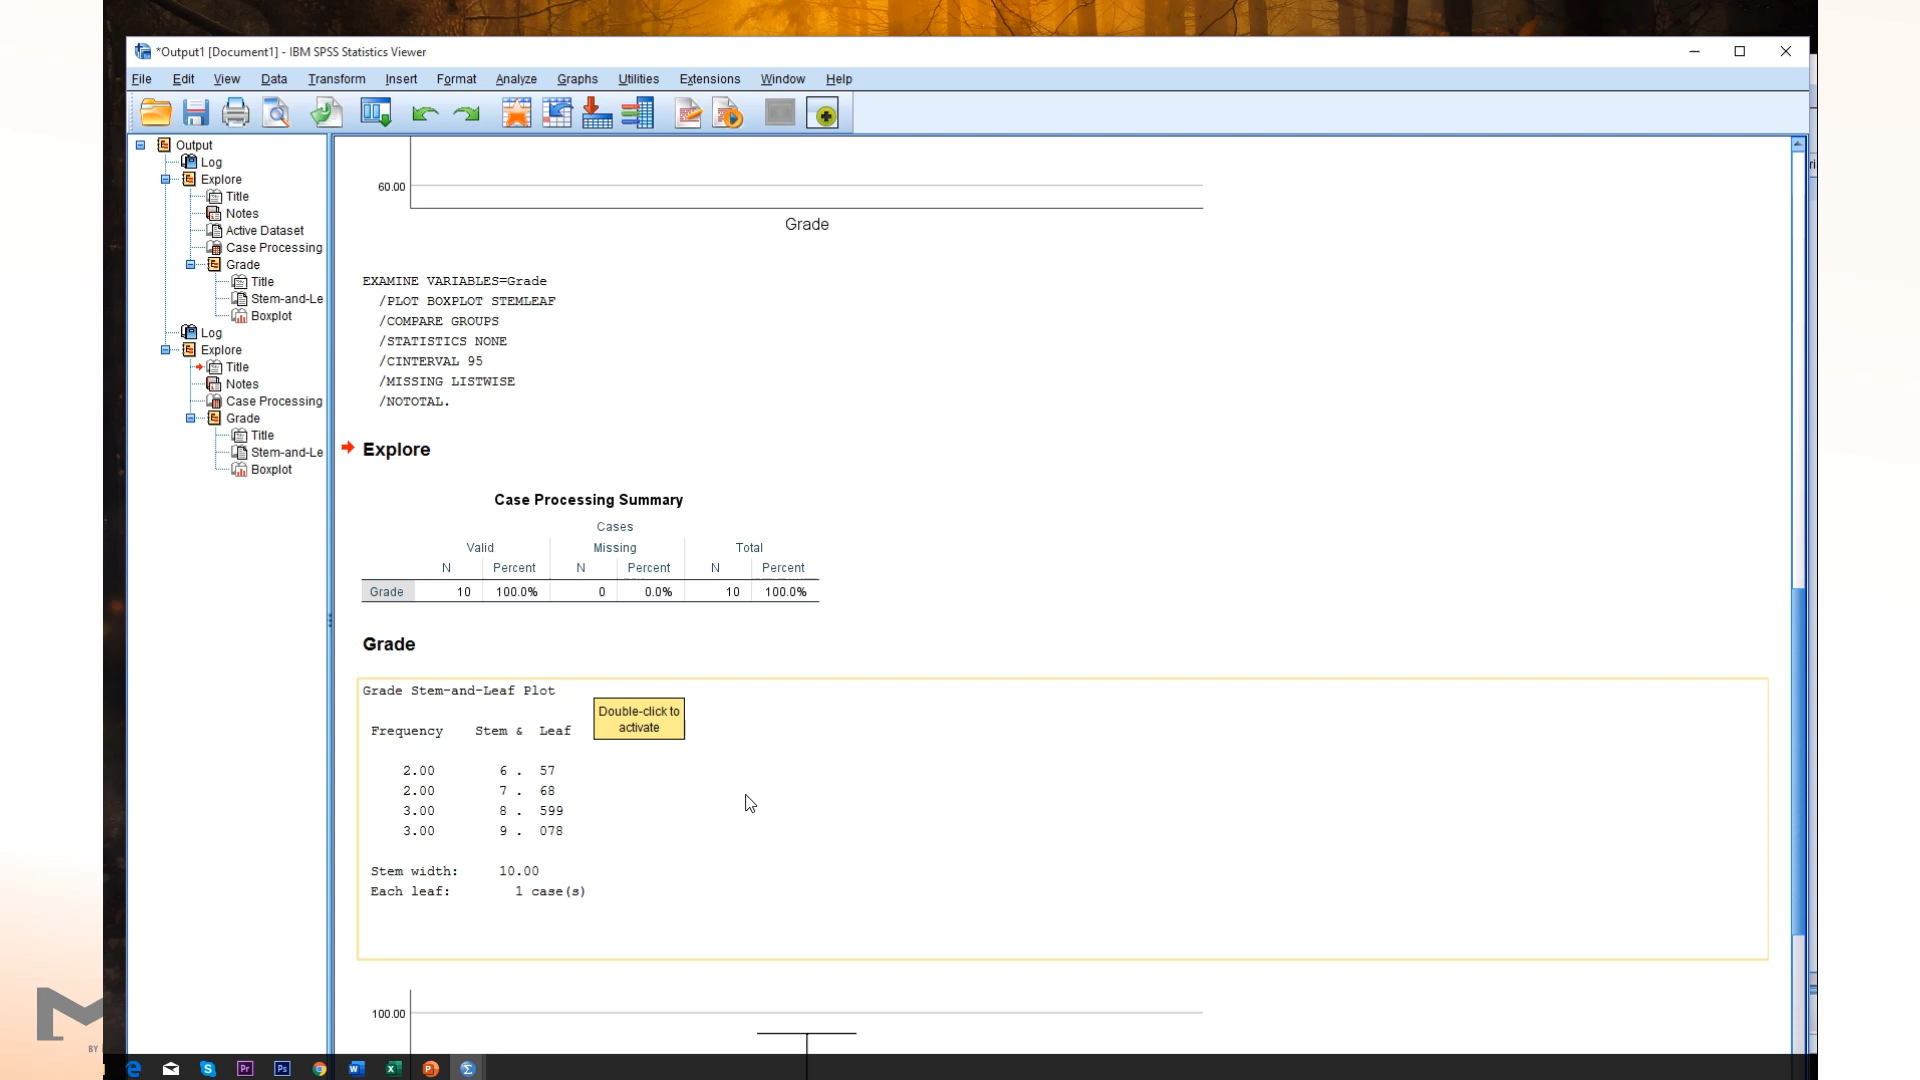 *Output1 [Document1] - IBM SPSS Statistics Viewer
File Edit View Data Transform Insert Format Analyze Graphs Utilities Extensions Window Help
Output
Log
Explore
Title
Notes
Active Dataset
Case Processing
Grade
Title
Stem-and-Le
Boxplot
Log
Explore
Title
Notes
Case Processing
Grade
Title
Stem-and-Le
Boxplot
60.00
Grade
EXAMINE VARIABLES=Grade
/PLOT BOXPLOT STEMLEAF
/COMPARE GROUPS
/STATISTICS NONE
/CINTERVAL 95
/MISSING LISTWISE
/NOTOTAL.
Explore
Case Processing Summary
Cases
Valid Missing Total
N Percent N Percent N Percent
Grade 10 100.0% 0 0.0% 10 100.0%
Grade
Grade Stem-and-Leaf Plot
Double-click to
activate
Frequency Stem & Leaf
2.00 6 . 57
2.00 7 . 68
3.00 8 . 599
3.00 9 . 078
Stem width: 10.00
Each leaf: 1 case(s)
100.00
M
BY
Pr Ps